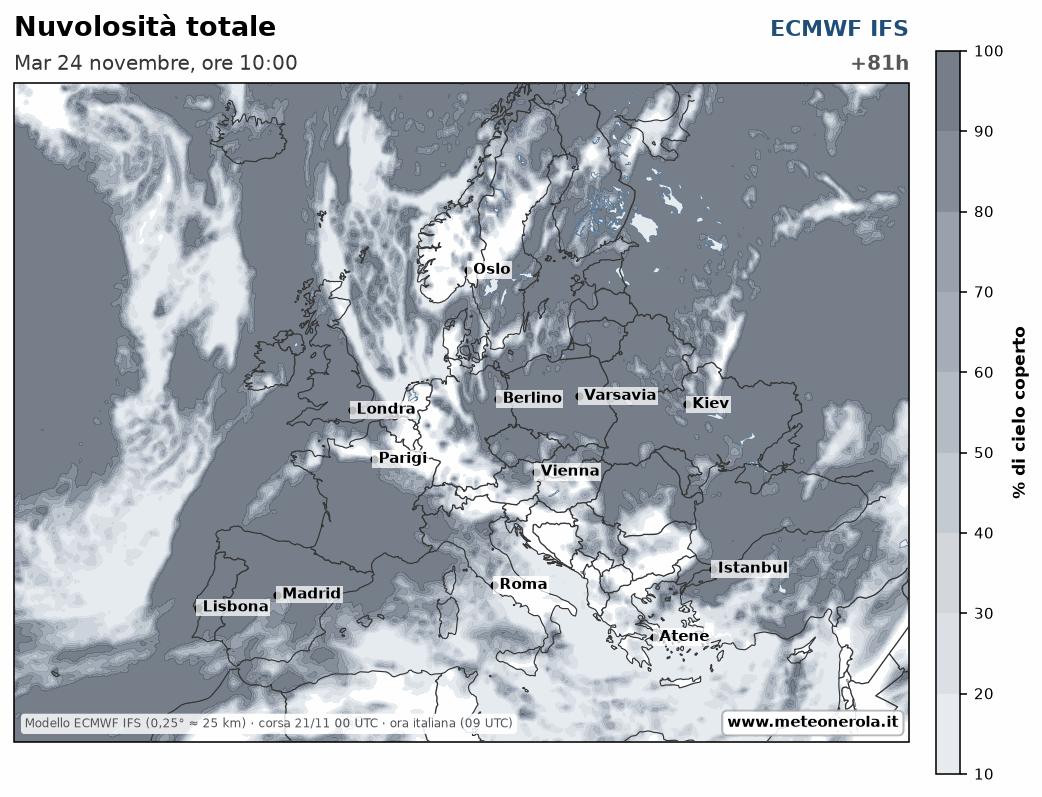 Nuvolosità totale
ECMWF IFS
Mar 24 novembre, ore 10:00
+81h
100
90
80
70
60
50
40
30
20
10
% di cielo coperto
Oslo
Berlino
Varsavia
Kiev
Londra
Parigi
Vienna
Istanbul
Roma
Madrid
Lisbona
Atene
Modello ECMWF IFS (0,25° ≈ 25 km) · corsa 21/11 00 UTC · ora italiana (09 UTC)
www.meteonerola.it